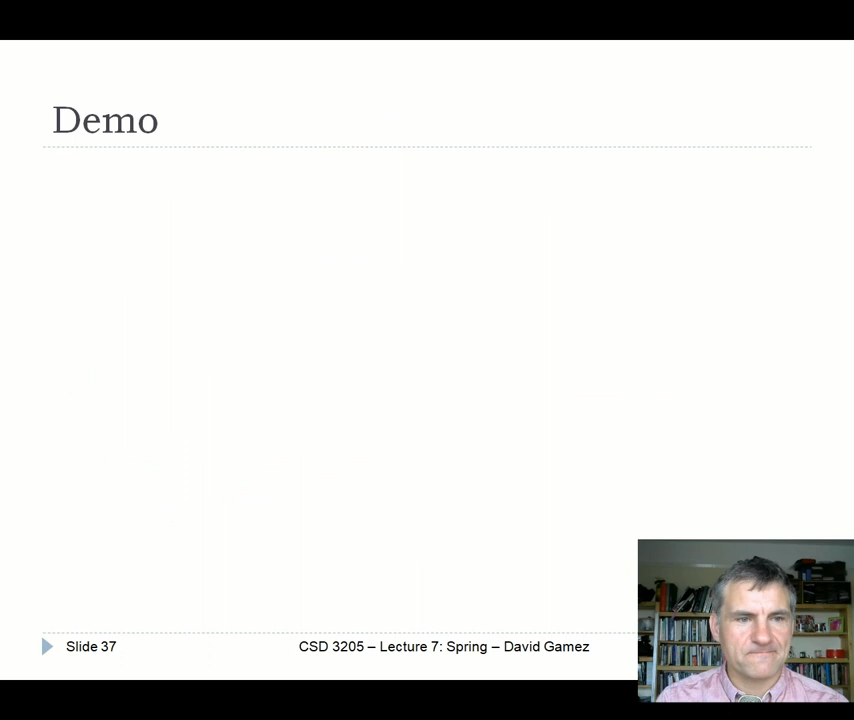 Demo
Slide 37
CSD 3205 – Lecture 7: Spring – David Gamez